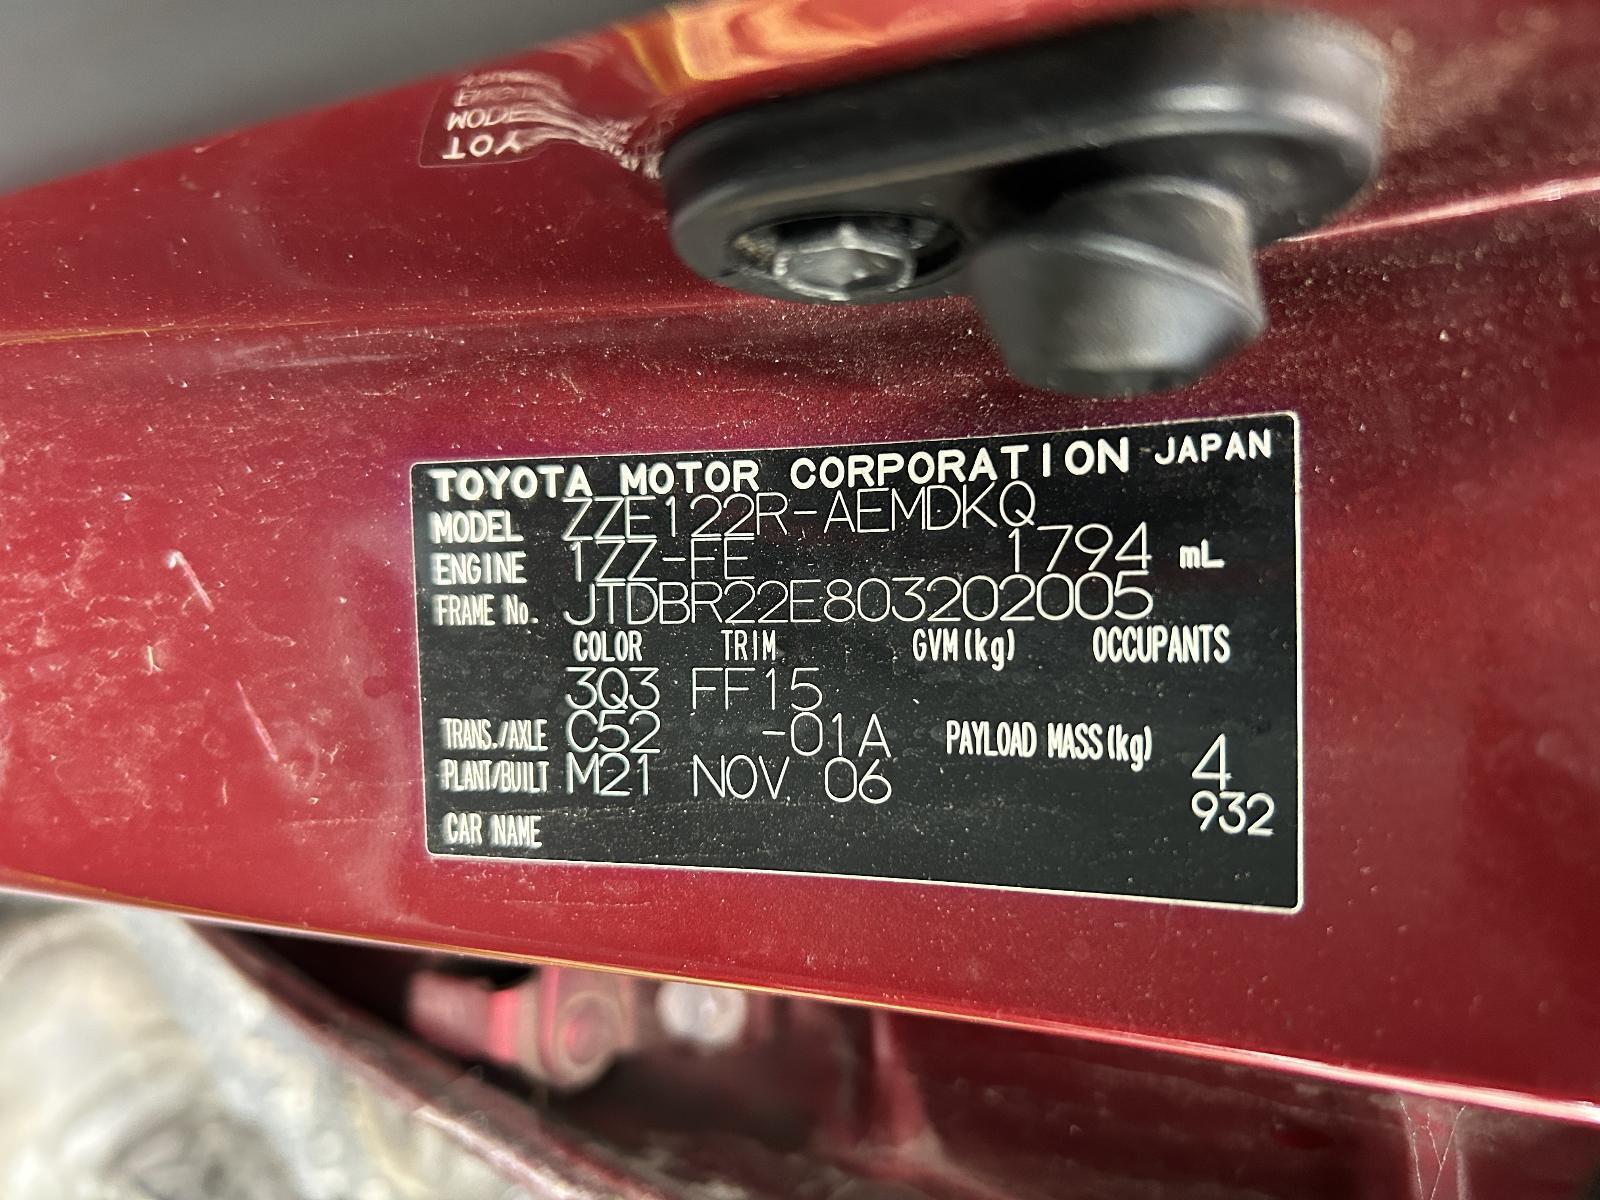 TOYOTA MOTOR CORPORATION JAPAN
MODEL ZZE122R-AEMDKQ
ENGINE 1ZZ-FE 1794 mL
FRAME No. JTDBR22E803202005
COLOR TRIM GVM(kg) OCCUPANTS
3Q3 FF15
TRANS./AXLE C52 -01A PAYLOAD MASS(kg) 4
PLANT/BUILT M21 NOV 06 932
CAR NAME